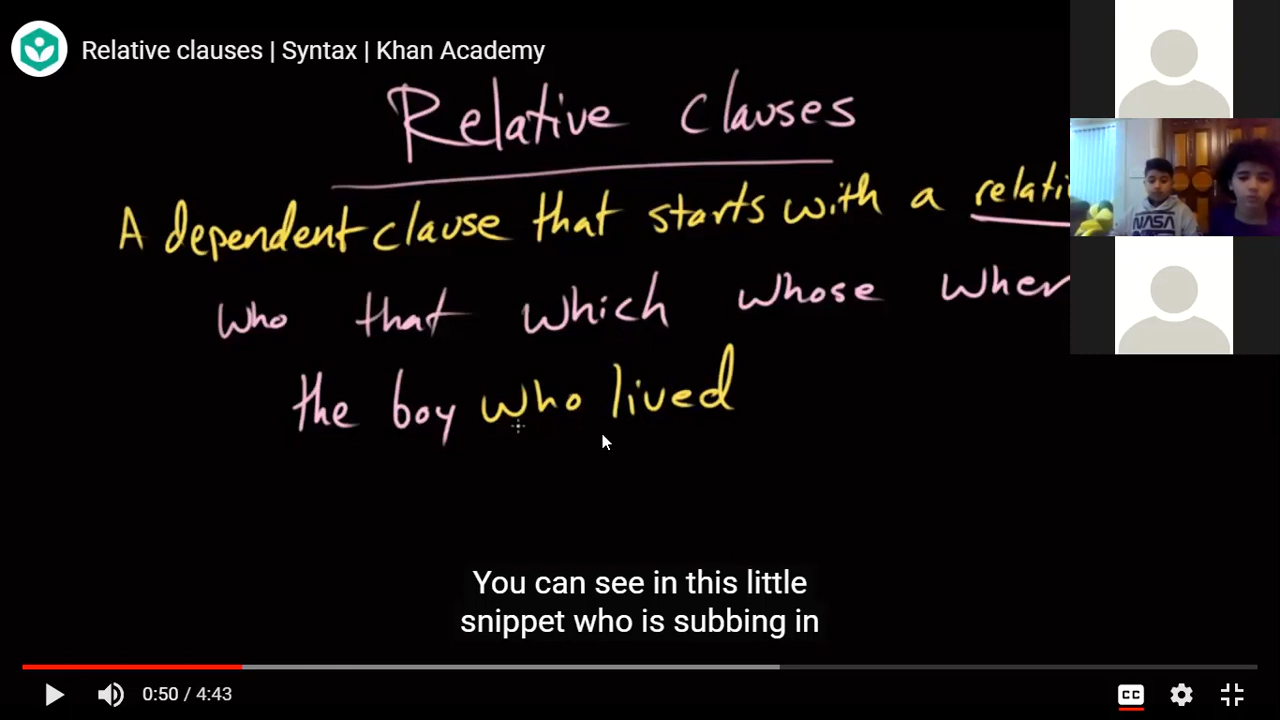 Relative clauses | Syntax | Khan Academy
Relative Clauses
A dependent clause that starts with a
who that which whose
the boy who lived
NASA
You can see in this little
snippet who is subbing in
0:50 / 4:43
CC